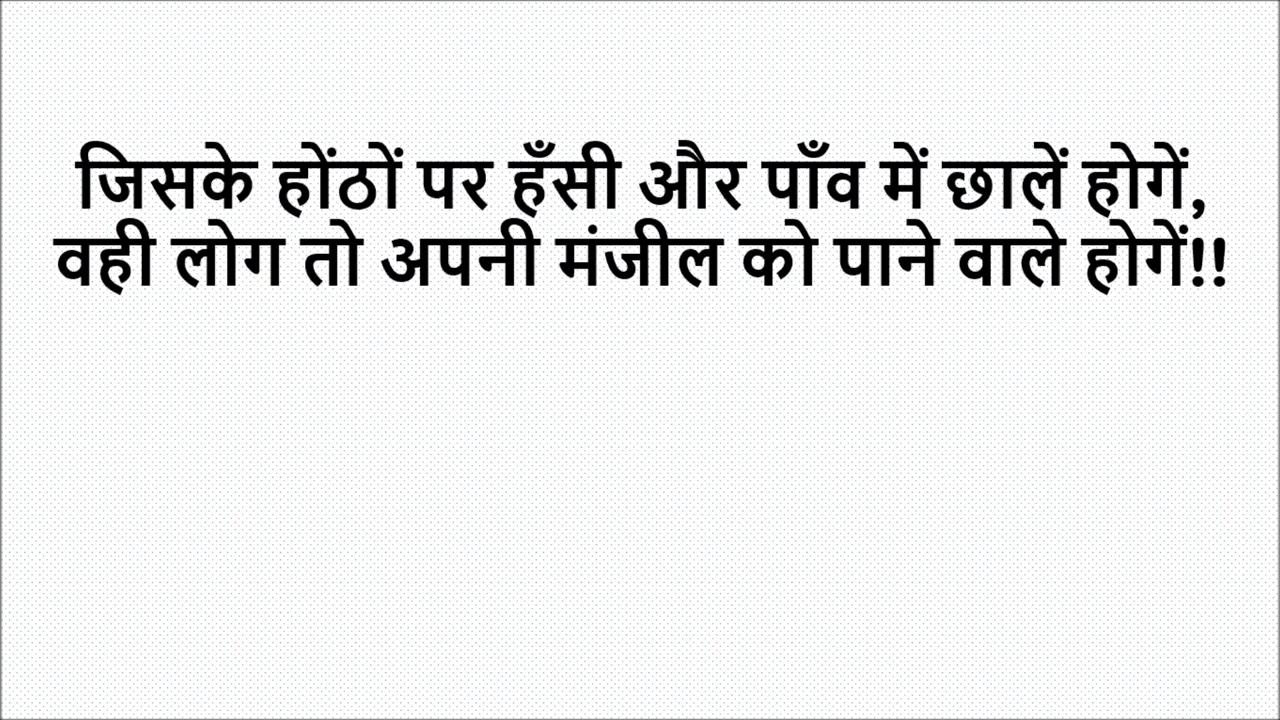 जिसके होंठों पर हँसी और पाँव में छालें होगें,
वही लोग तो अपनी मंजील को पाने वाले होगें!!